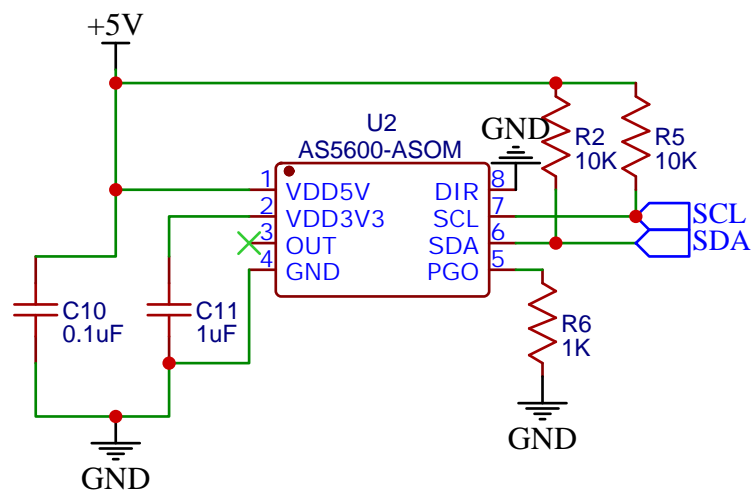 +5V
U2
AS5600-ASOM
GND
R2
10K
R5
10K
1
VDD5V
DIR
8
2
VDD3V3
SCL
7
SCL
3
OUT
SDA
6
SDA
4
GND
PGO
5
C10
0.1uF
C11
1uF
R6
1K
GND
GND